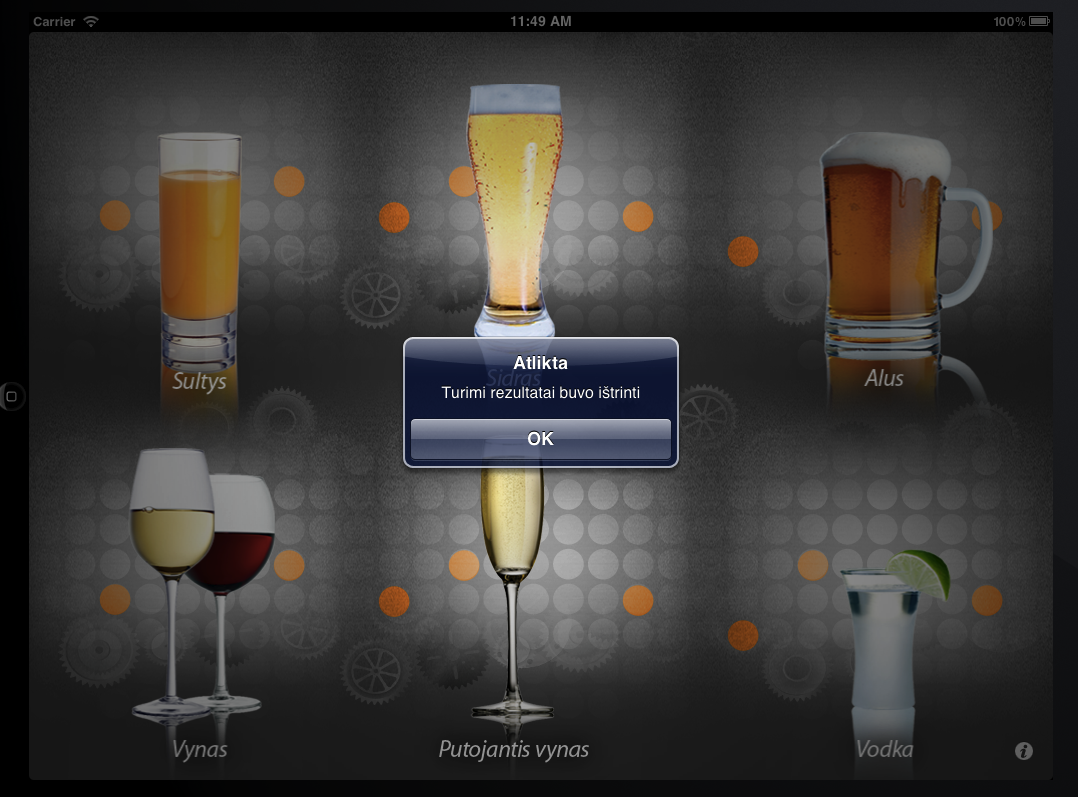 Carrier 11:49 AM 100%
Sultys
Sidras
Alus
Atlikta
Turimi rezultatai buvo ištrinti
OK
Vynas
Putojantis vynas
Vodka
i